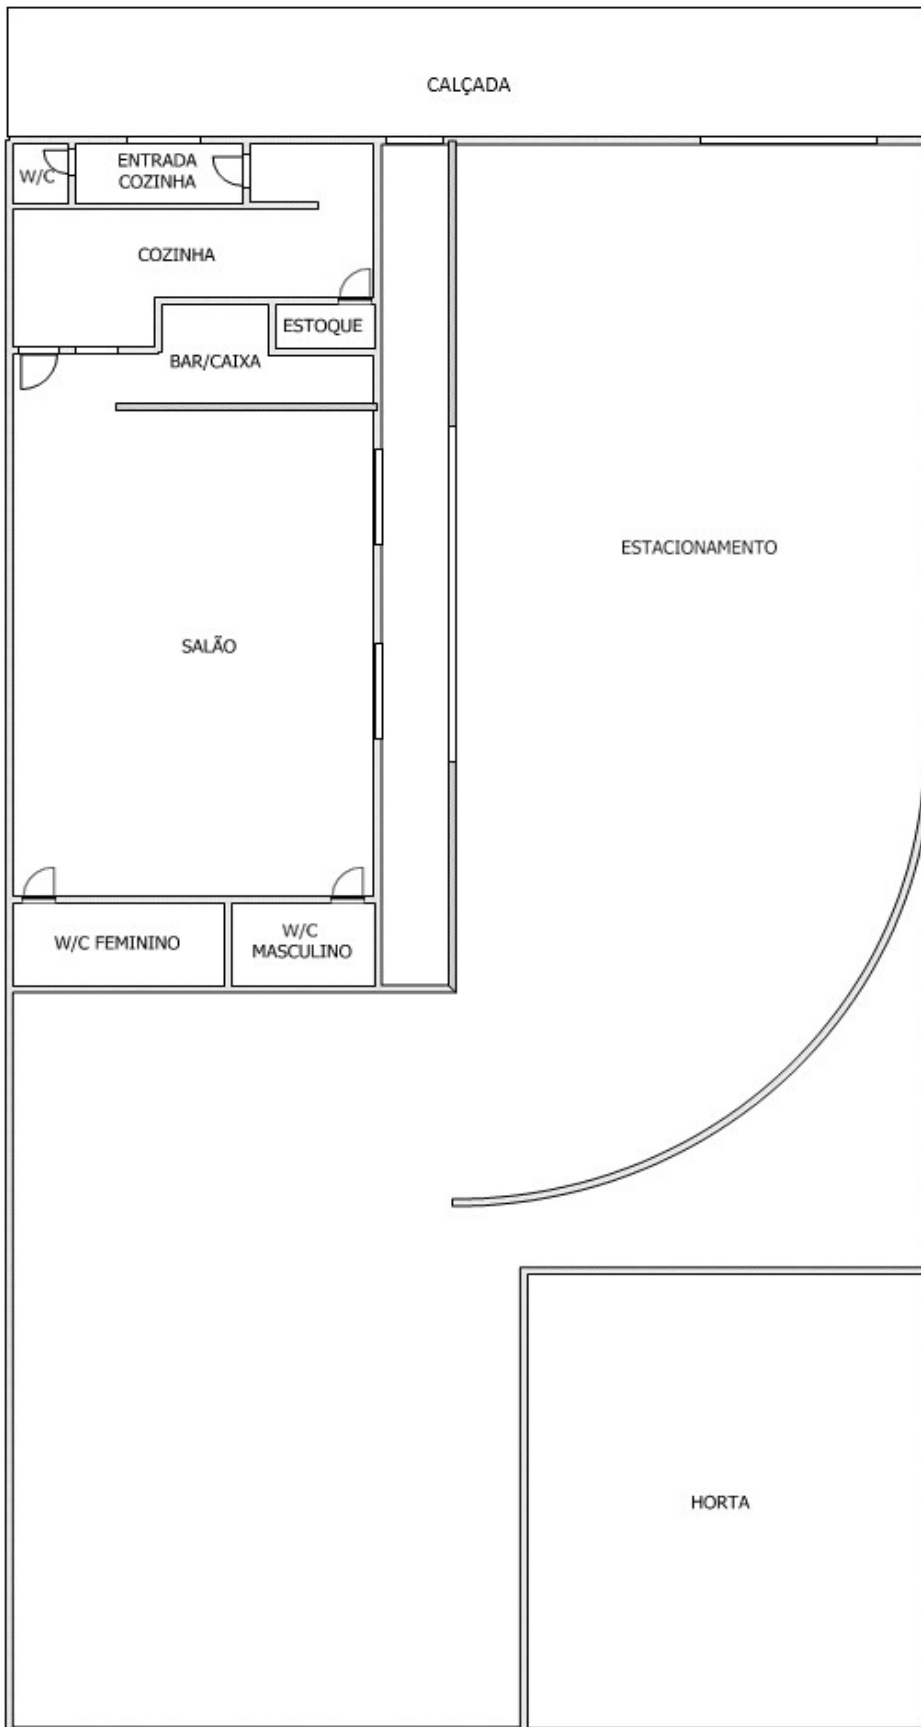 CALÇADA
W/C
ENTRADA
COZINHA
COZINHA
ESTOQUE
BAR/CAIXA
ESTACIONAMENTO
SALÃO
W/C FEMININO
W/C
MASCULINO
HORTA